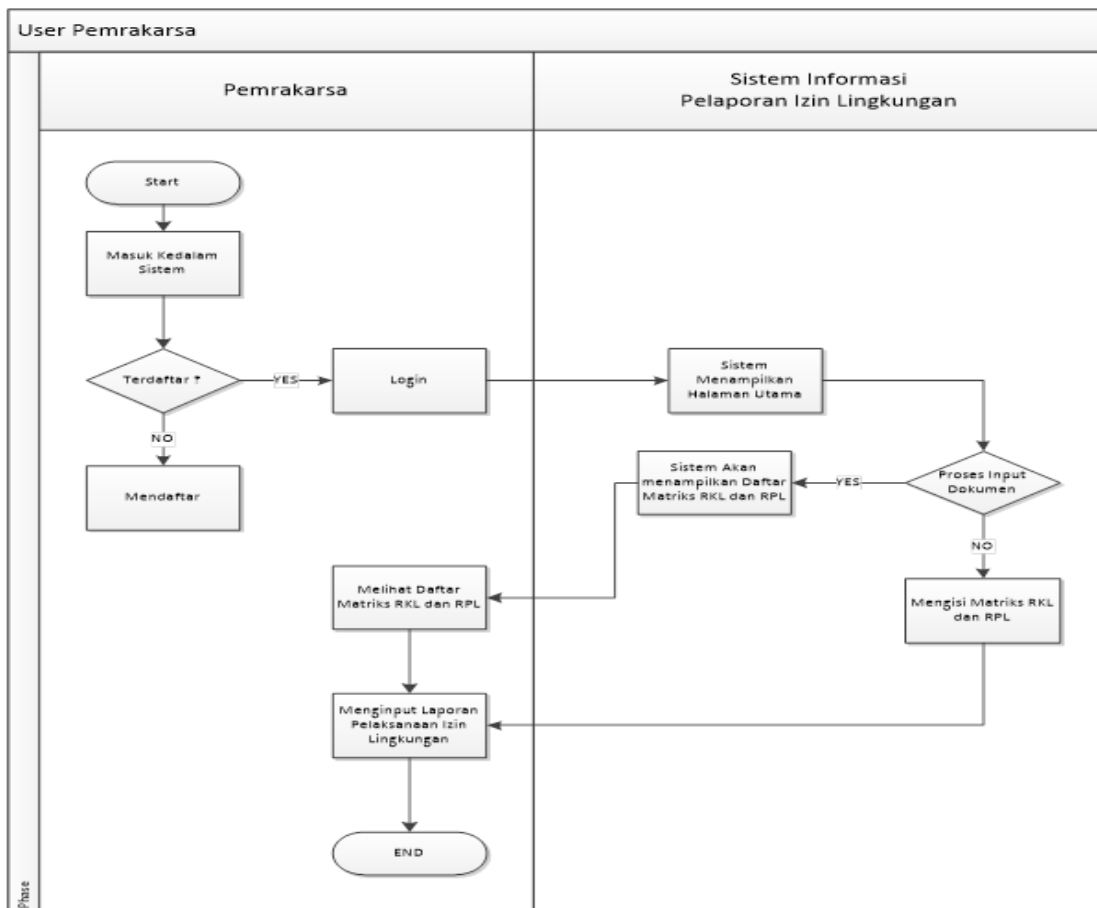 User Pemrakarsa
Pemrakarsa
Sistem Informasi
Pelaporan Izin Lingkungan
Start
Masuk Kedalam
Sistem
Terdaftar ?
YES
Login
Sistem
Menampilkan
Halaman Utama
NO
Mendaftar
Proses Input
Dokumen
YES
Sistem Akan
menampilkan Daftar
Matriks RKL dan RPL
NO
Melihat Daftar
Matriks RKL dan RPL
Mengisi Matriks RKL
dan RPL
Menginput Laporan
Pelaksanaan Izin
Lingkungan
END
Phase